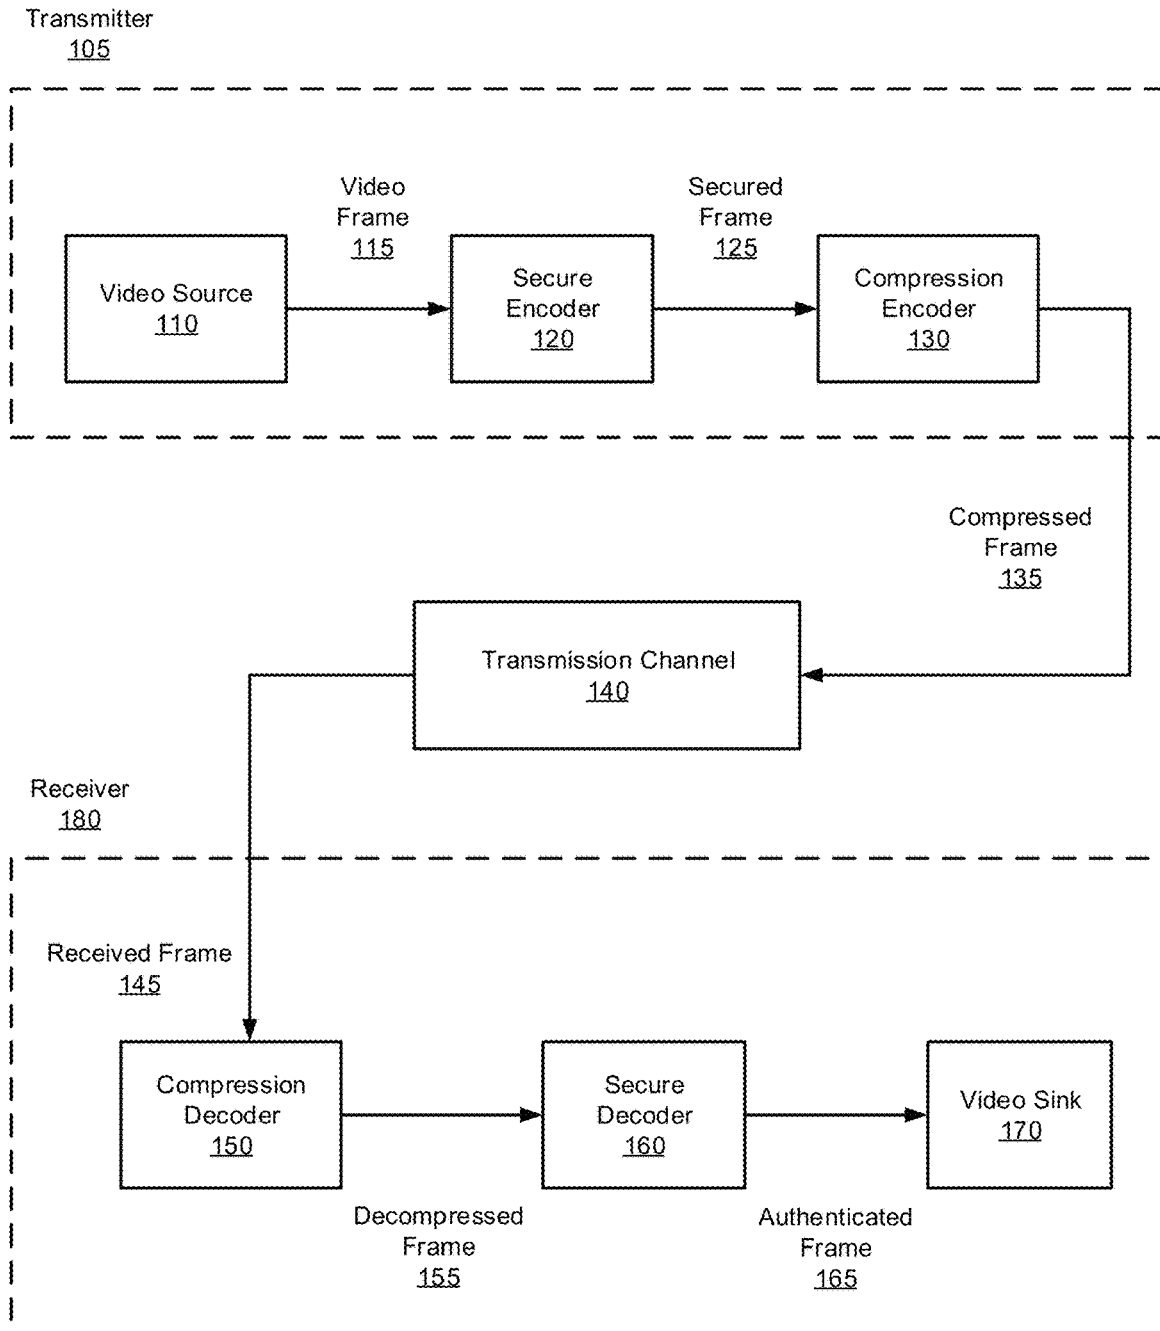 Transmitter
105
Video
Frame
115
Secured
Frame
125
Video Source
110
Secure
Encoder
120
Compression
Encoder
130
Compressed
Frame
135
Transmission Channel
140
Receiver
180
Received Frame
145
Compression
Decoder
150
Secure
Decoder
160
Video Sink
170
Decompressed
Frame
155
Authenticated
Frame
165